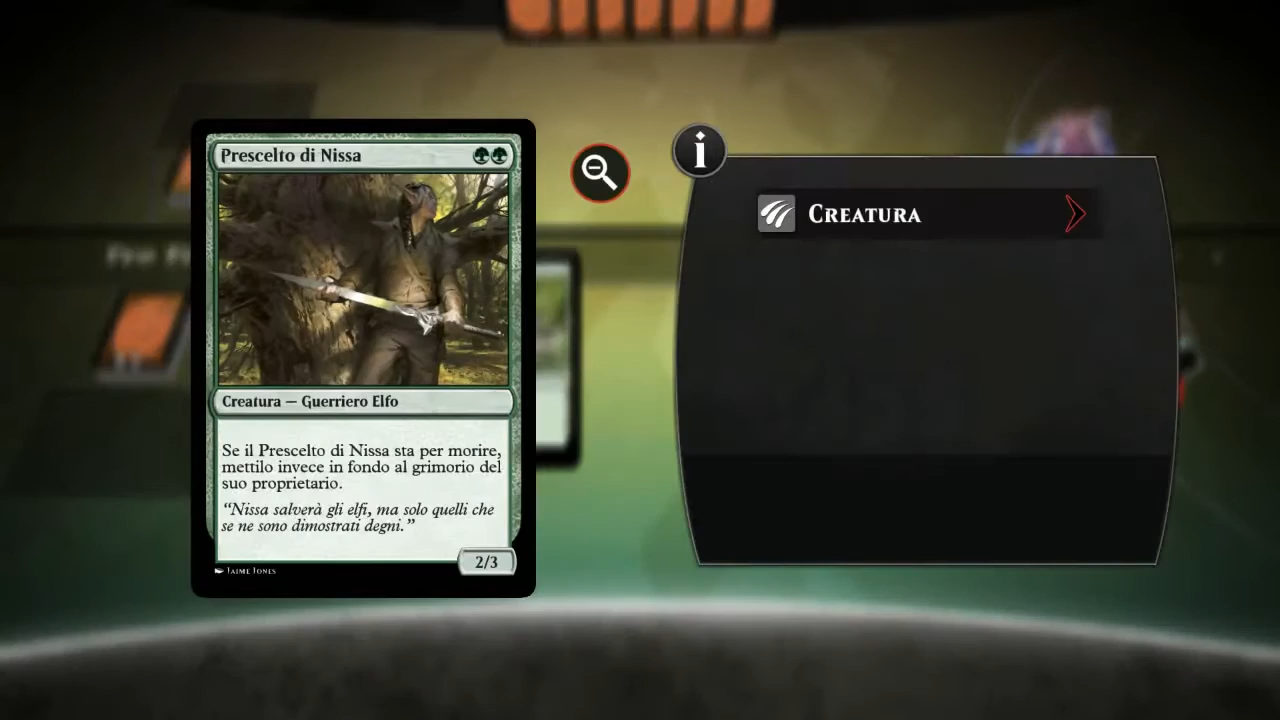 Prescelto di Nissa
Creatura — Guerriero Elfo
Se il Prescelto di Nissa sta per morire,
mettilo invece in fondo al grimorio del
suo proprietario.
“Nissa salverà gli elfi, ma solo quelli che
se ne sono dimostrati degni.”
2/3
Jaime Jones
i
Creatura